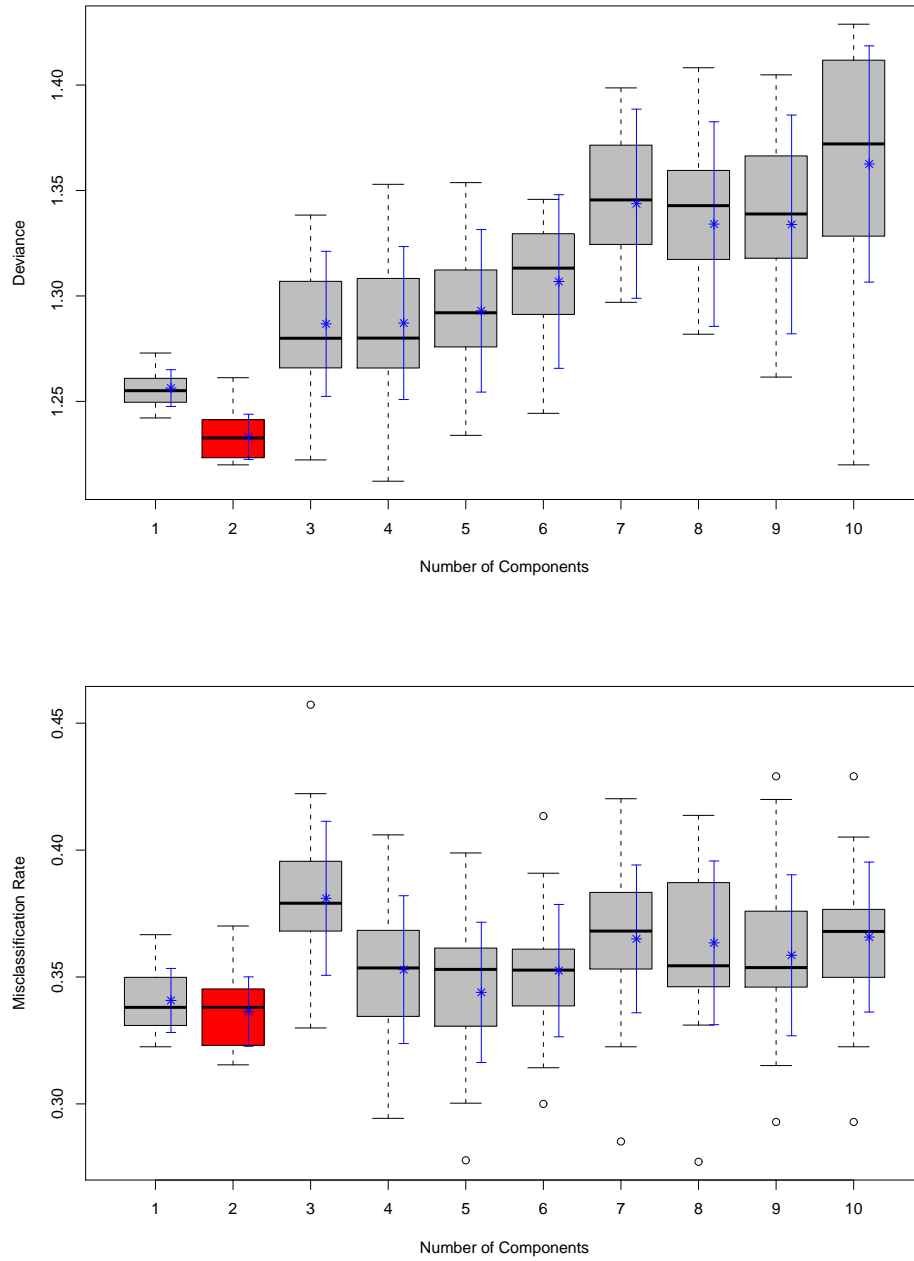 1.40
1.35
1.30
1.25
Deviance
1 2 3 4 5 6 7 8 9 10
Number of Components
0.45
0.40
0.35
0.30
Misclassification Rate
1 2 3 4 5 6 7 8 9 10
Number of Components